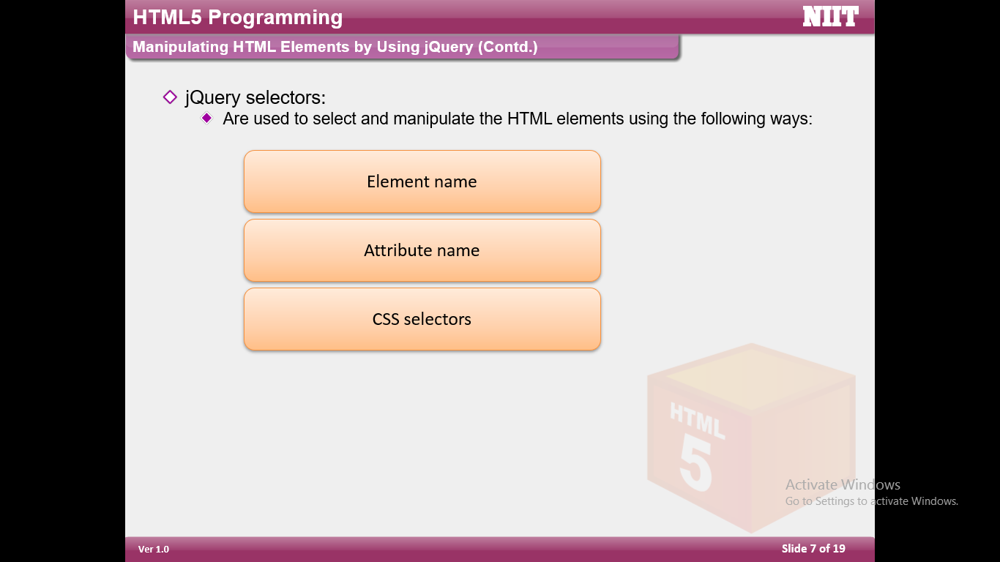 HTML5 Programming
NIIT
Manipulating HTML Elements by Using jQuery (Contd.)
jQuery selectors:
Are used to select and manipulate the HTML elements using the following ways:
Element name
Attribute name
CSS selectors
HTML
5
Activate Windows
Go to Settings to activate Windows.
Ver 1.0
Slide 7 of 19